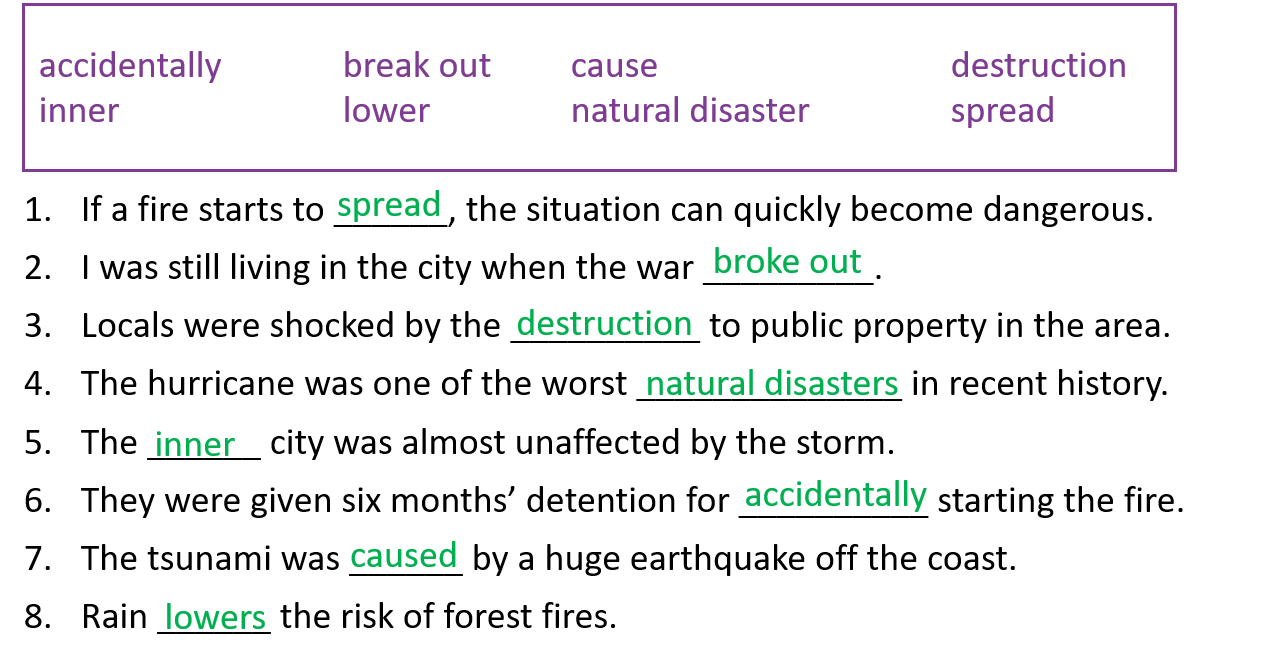 accidentally break out cause destruction
inner lower natural disaster spread
1. If a fire starts to spread, the situation can quickly become dangerous.
2. I was still living in the city when the war broke out.
3. Locals were shocked by the destruction to public property in the area.
4. The hurricane was one of the worst natural disasters in recent history.
5. The inner city was almost unaffected by the storm.
6. They were given six months’ detention for accidentally starting the fire.
7. The tsunami was caused by a huge earthquake off the coast.
8. Rain lowers the risk of forest fires.